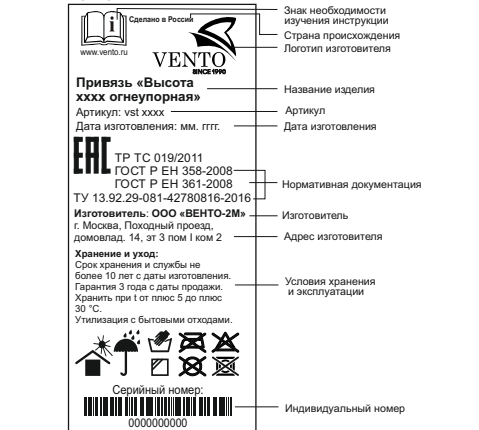 Знак необходимости
изучения инструкции
Сделано в России
Страна происхождения
www.vento.ru
VENTO
SINCE 1990
Логотип изготовителя
Привязь «Высота
хххх огнеупорная»
Название изделия
Артикул: vst xxxx
Артикул
Дата изготовления: мм. гггг.
Дата изготовления
ЕАС
ТР ТС 019/2011
ГОСТ Р ЕН 358-2008
ГОСТ Р ЕН 361-2008
Нормативная документация
ТУ 13.92.29-081-42780816-2016
Изготовитель: ООО «ВЕНТО-2М»
Изготовитель
г. Москва, Походный проезд,
домовлад. 14, эт 3 пом I ком 2
Адрес изготовителя
Хранение и уход:
Срок хранения и службы не
более 10 лет с даты изготовления.
Гарантия 3 года с даты продажи.
Хранить при t от плюс 5 до плюс
30 °С.
Утилизация с бытовыми отходами.
Условия хранения
и эксплуатации
Серийный номер:
Индивидуальный номер
0000000000